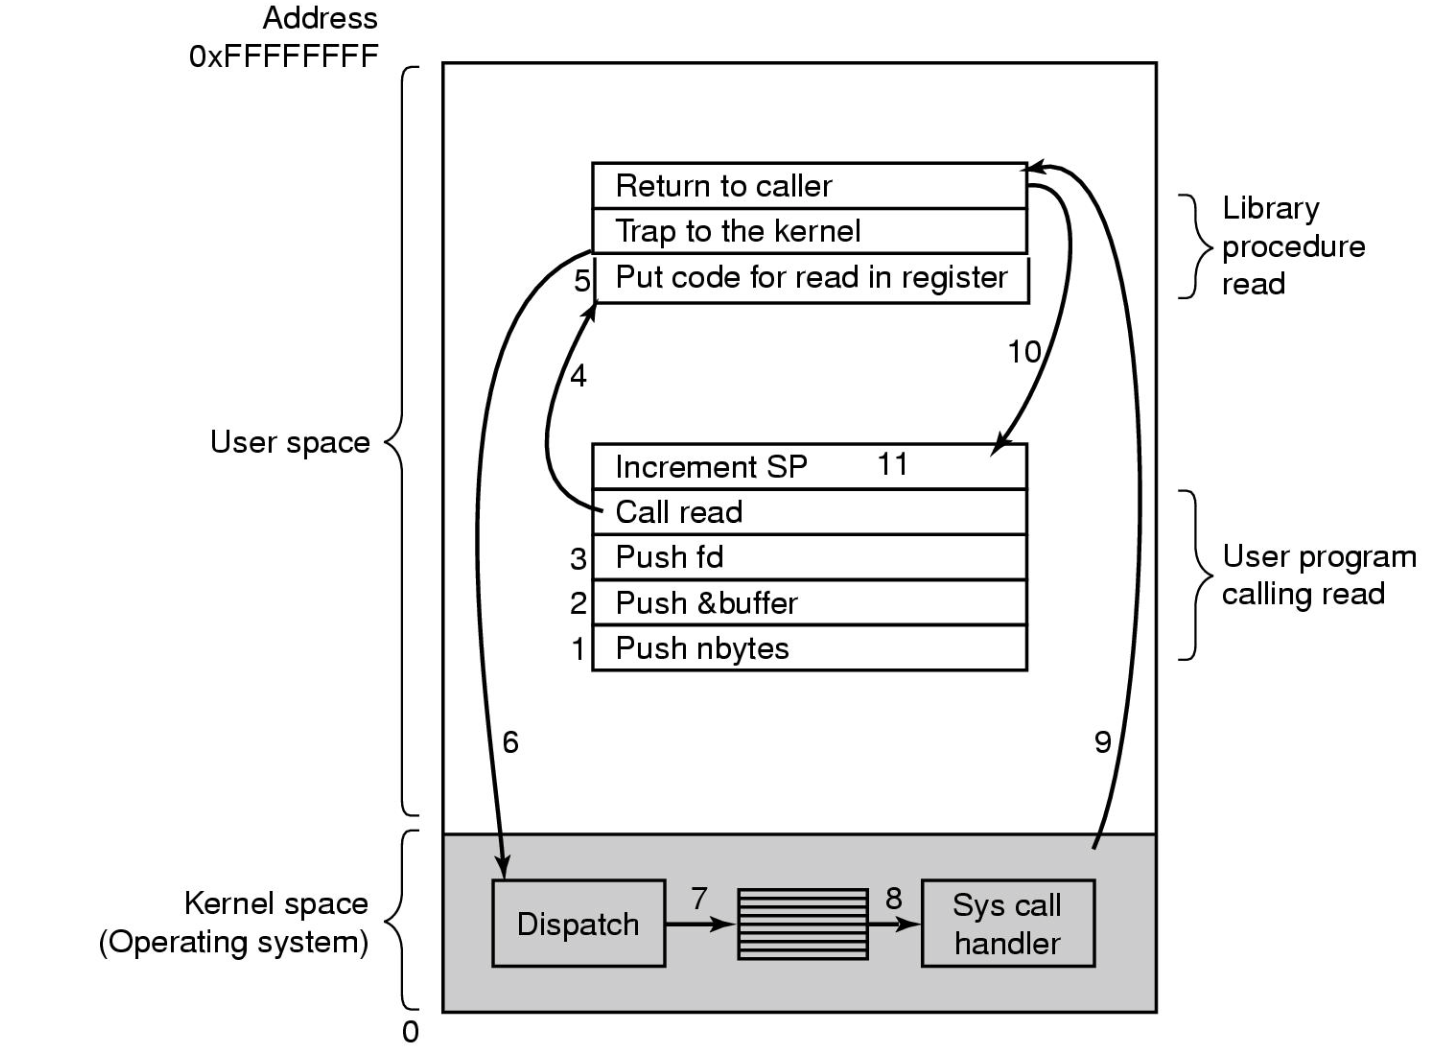 Address
0xFFFFFFFF
Return to caller
Trap to the kernel
5 Put code for read in register
Library
procedure
read
4
10
User space
Increment SP 11
Call read
3 Push fd
2 Push &buffer
1 Push nbytes
User program
calling read
6
9
Kernel space
(Operating system)
Dispatch
7
8
Sys call
handler
0